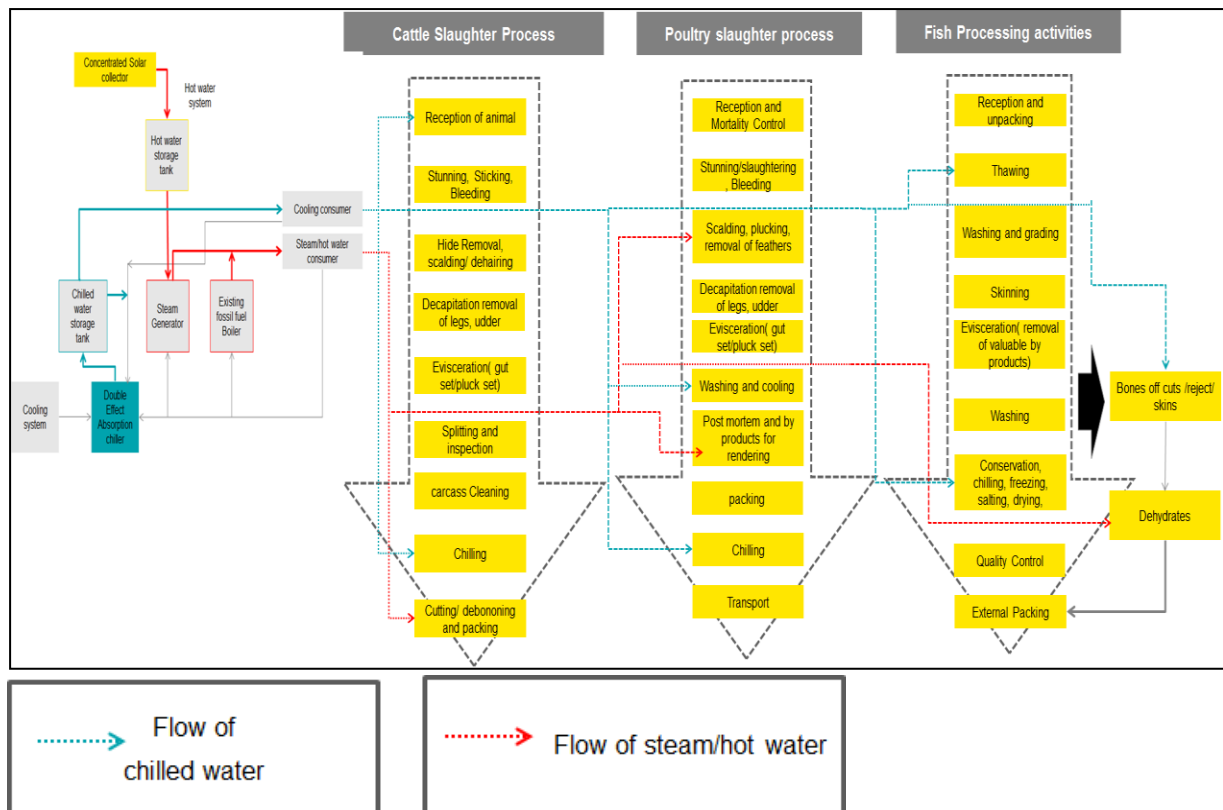 Cattle Slaughter Process
Poultry slaughter process
Fish Processing activities
Concentrated Solar
collector
Hot water
system
Hot water
storage
tank
Cooling consumer
Steam/hot water
consumer
Chilled
water
storage
tank
Steam
Generator
Existing
fossil fuel
Boiler
Cooling
system
Double
Effect
Absorption
chiller
Reception of animal
Stunning, Sticking,
Bleeding
Hide Removal,
scalding/ dehairing
Decapitation removal
of legs, udder
Evisceration( gut
set/pluck set)
Splitting and
inspection
carcass Cleaning
Chilling
Cutting/ debononing
and packing
Reception and
Mortality Control
Stunning/slaughtering
, Bleeding
Scalding, plucking,
removal of feathers
Decapitation removal
of legs, udder
Evisceration( gut
set/pluck set)
Washing and cooling
Post mortem and by
products for
rendering
packing
Chilling
Transport
Reception and
unpacking
Thawing
Washing and grading
Skinning
Evisceration( removal
of valuable by
products)
Washing
Conservation,
chilling, freezing,
salting, drying,
Quality Control
External Packing
Bones off cuts /reject/
skins
Dehydrates
Flow of
chilled water
Flow of steam/hot water